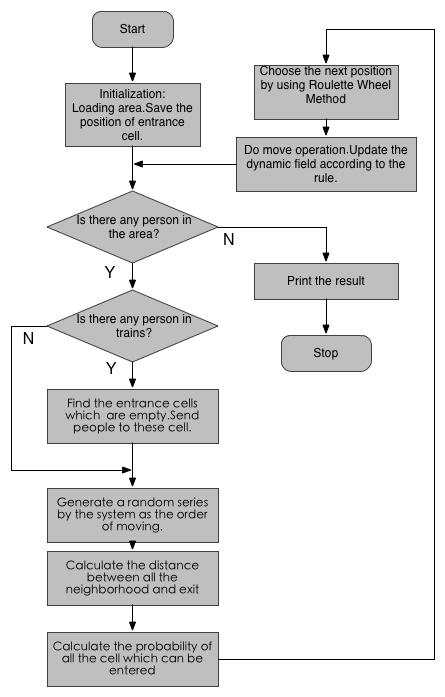 Start
Initialization:
Loading area.Save the
position of entrance
cell.
Choose the next position
by using Roulette Wheel
Method
Do move operation.Update the
dynamic field according to the
rule.
Is there any person in
the area?
N
Y
Print the result
Is there any person in
trains?
N
Stop
Y
Find the entrance cells
which are empty.Send
people to these cell.
Generate a random series
by the system as the order
of moving.
Calculate the distance
between all the
neighborhood and exit
Calculate the probability of
all the cell which can be
entered